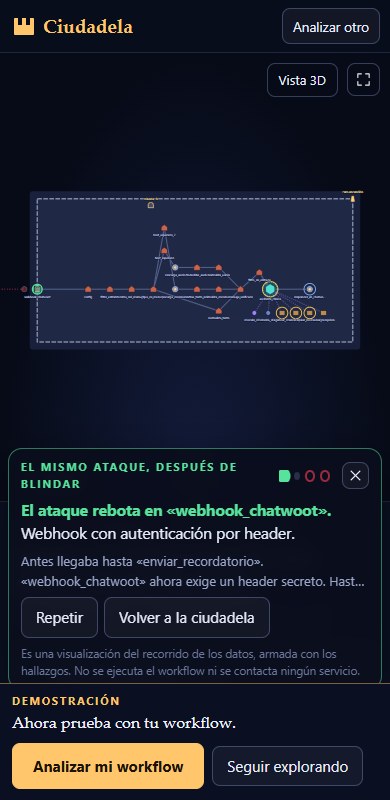 Ciudadela
Analizar otro
Vista 3D
EL MISMO ATAQUE, DESPUÉS DE
BLINDAR
El ataque rebota en «webhook_chatwoot».
Webhook con autenticación por header.
Antes llegaba hasta «enviar_recordatorio».
«webhook_chatwoot» ahora exige un header secreto. Hast...
Repetir
Volver a la ciudadela
Es una visualización del recorrido de los datos, armada con los
hallazgos. No se ejecuta el workflow ni se contacta ningún servicio.
DEMOSTRACIÓN
Ahora prueba con tu workflow.
Analizar mi workflow
Seguir explorando